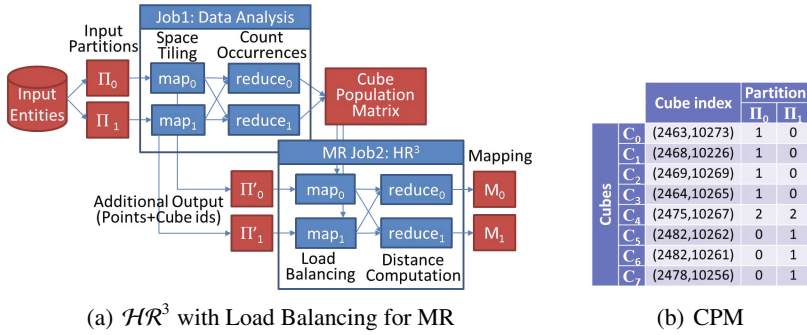 Job1: Data Analysis
Input
Partitions
Space
Tiling
Count
Occurrences
Input
Entities
Π₀
Π₁
map₀
map₁
reduce₀
reduce₁
Cube
Population
Matrix
MR Job2: HR³
Mapping
Additional Output
(Points+Cube ids)
Π'₀
Π'₁
map₀
map₁
reduce₀
reduce₁
M₀
M₁
Load
Balancing
Distance
Computation
(a) HR³ with Load Balancing for MR
Cube index Partition
Π₀ Π₁
Cubes
C₀ (2463,10273) 1 0
C₁ (2468,10226) 1 0
C₂ (2469,10269) 1 0
C₃ (2464,10265) 1 0
C₄ (2475,10267) 2 2
C₅ (2482,10262) 0 1
C₆ (2482,10261) 0 1
C₇ (2478,10256) 0 1
(b) CPM